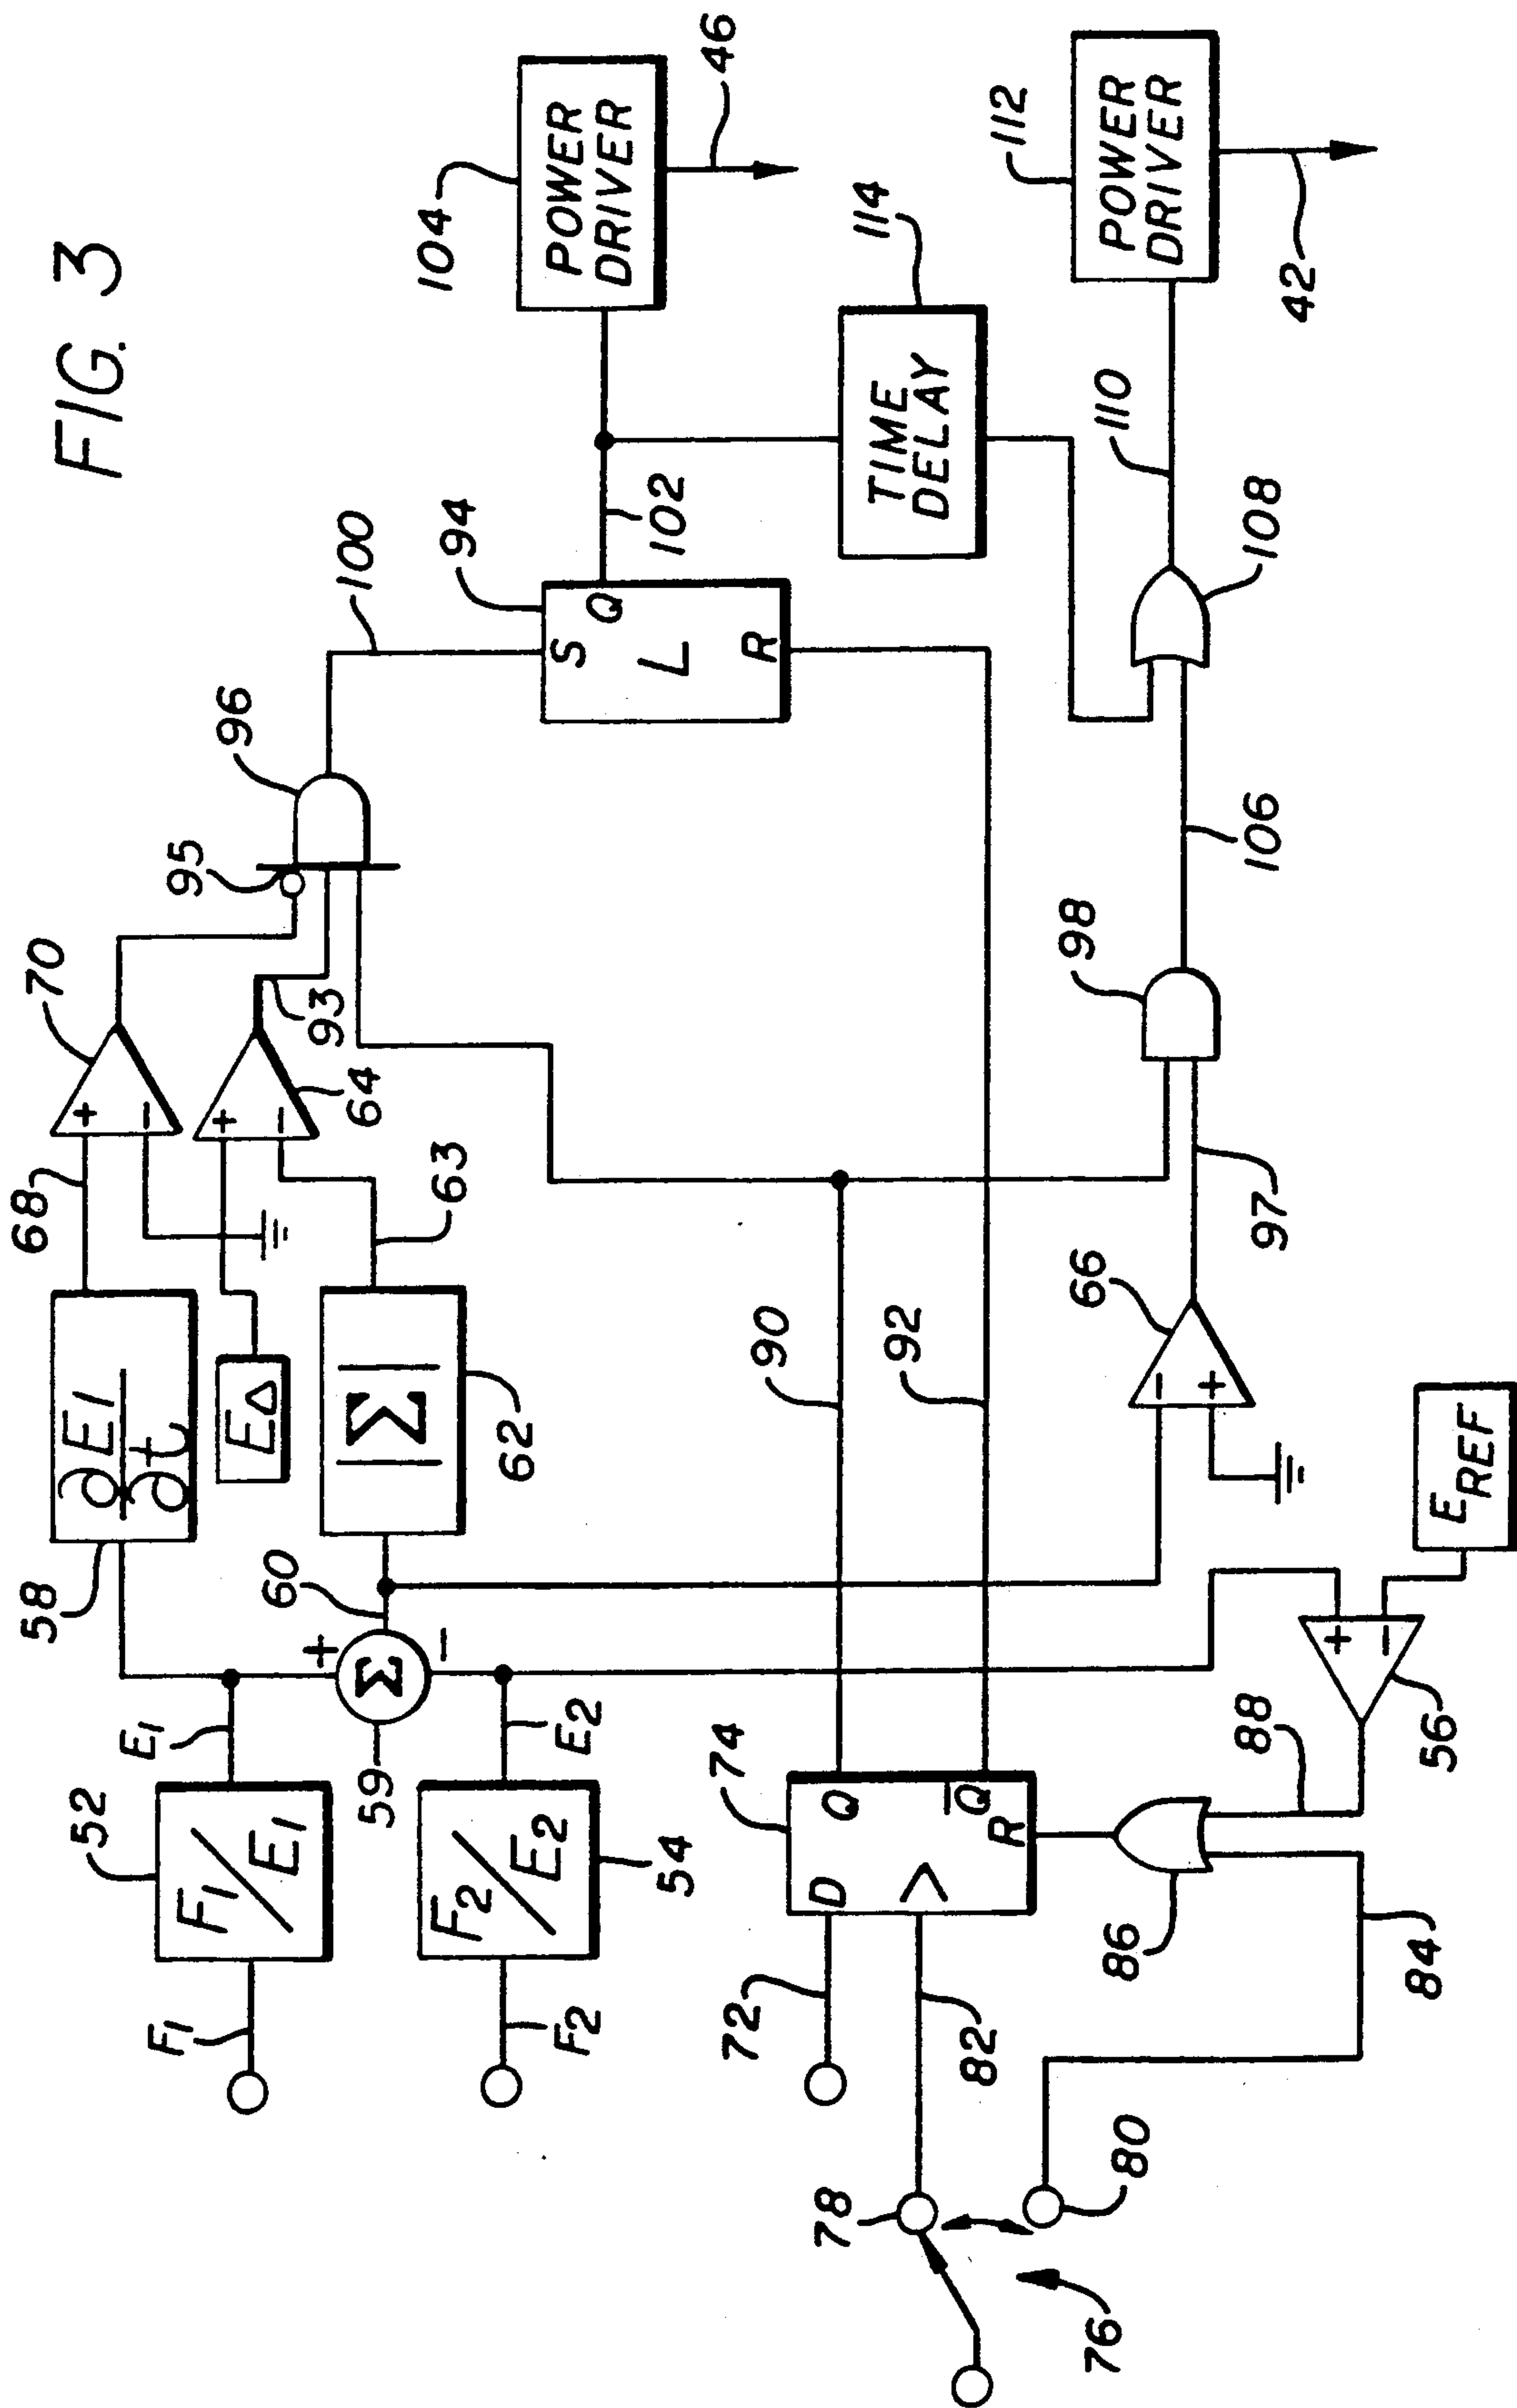 FIG. 3
68
70
95
96
100
94
104
POWER
DRIVER
46
58
∂E1
∂t
+
−
EΔ
+
−
64
93
63
|Σ|
62
60
52
F1
F1/E1
E1
+
Σ
−
59
F2
F2/E2
E2
54
S
Q
L
R
102
TIME
DELAY
114
72
74
D
Q
>
Q̅
R
90
92
78
82
80
76
84
86
88
56
+
−
E REF
66
−
+
97
98
106
108
110
112
POWER
DRIVER
42